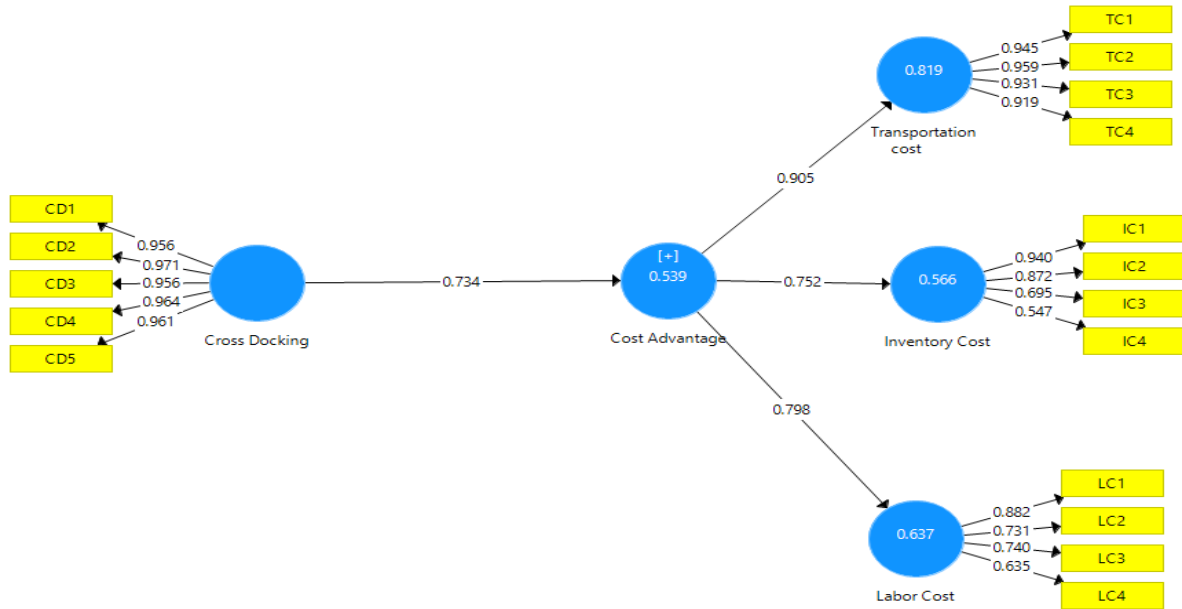 CD1
CD2
CD3
CD4
CD5
0.956
0.971
0.956
0.964
0.961
Cross Docking
0.734
[+]
0.539
Cost Advantage
0.905
0.752
0.798
0.819
Transportation
cost
0.945
0.959
0.931
0.919
TC1
TC2
TC3
TC4
0.566
Inventory Cost
0.940
0.872
0.695
0.547
IC1
IC2
IC3
IC4
0.637
Labor Cost
0.882
0.731
0.740
0.635
LC1
LC2
LC3
LC4